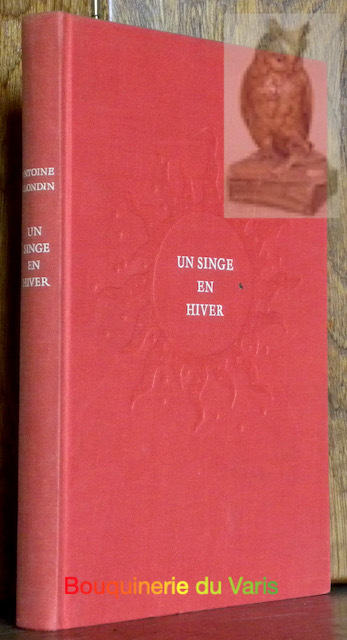 NTOINE
LONDIN
UN
SINGE
EN
HIVER
UN SINGE
EN
HIVER
Bouquinerie du Varis